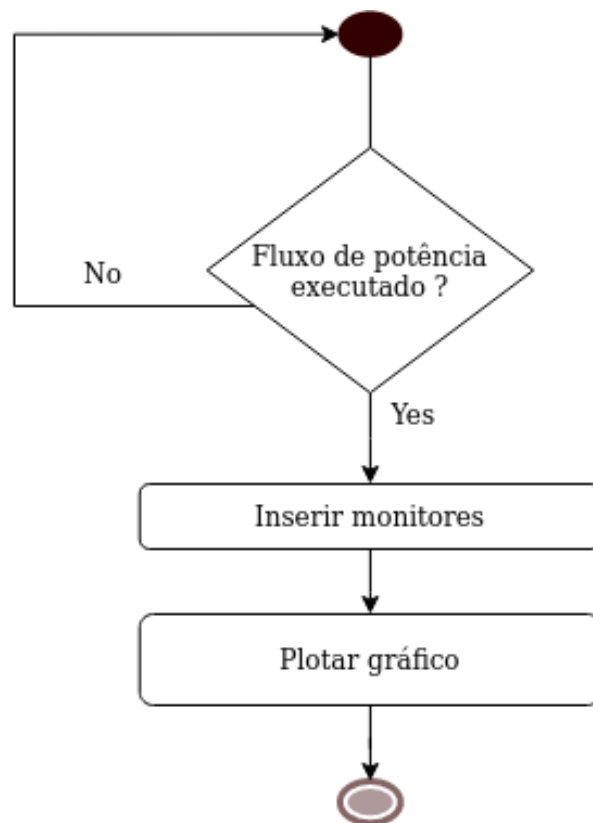 Fluxo de potência
executado ?
No
Yes
Inserir monitores
Plotar gráfico